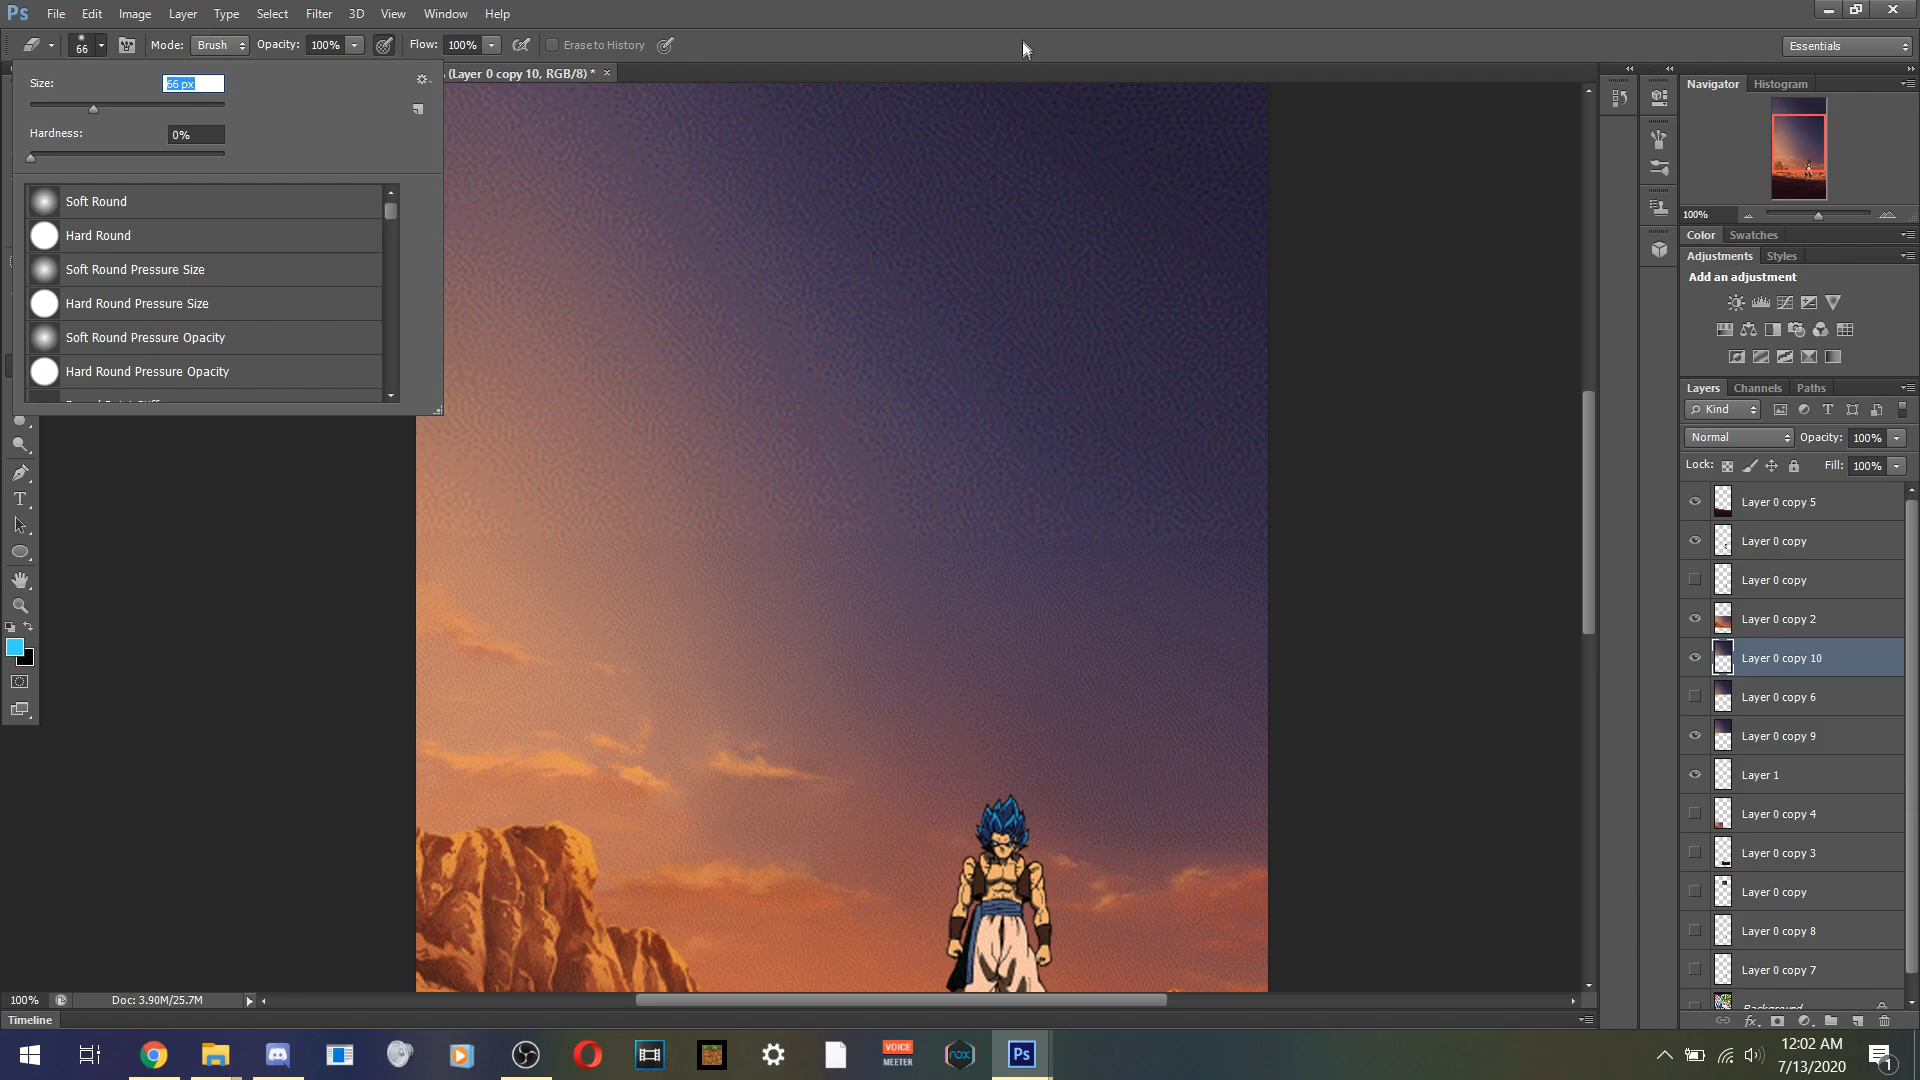 Ps File Edit Image Layer Type Select Filter 3D View Window Help
66 Mode: Brush Opacity: 100% Flow: 100% Erase to History Essentials
(Layer 0 copy 10, RGB/8) * ×
Size: 66 px
Hardness: 0%
Soft Round
Hard Round
Soft Round Pressure Size
Hard Round Pressure Size
Soft Round Pressure Opacity
Hard Round Pressure Opacity
Navigator Histogram
100%
Color Swatches
Adjustments Styles
Add an adjustment
Layers Channels Paths
Kind
Normal Opacity: 100%
Lock: Fill: 100%
Layer 0 copy 5
Layer 0 copy
Layer 0 copy
Layer 0 copy 2
Layer 0 copy 10
Layer 0 copy 6
Layer 0 copy 9
Layer 1
Layer 0 copy 4
Layer 0 copy 3
Layer 0 copy
Layer 0 copy 8
Layer 0 copy 7
Background
fx
100% Doc: 3.90M/25.7M
Timeline
VOICE
MEETER
nox
Ps
12:02 AM
7/13/2020
1